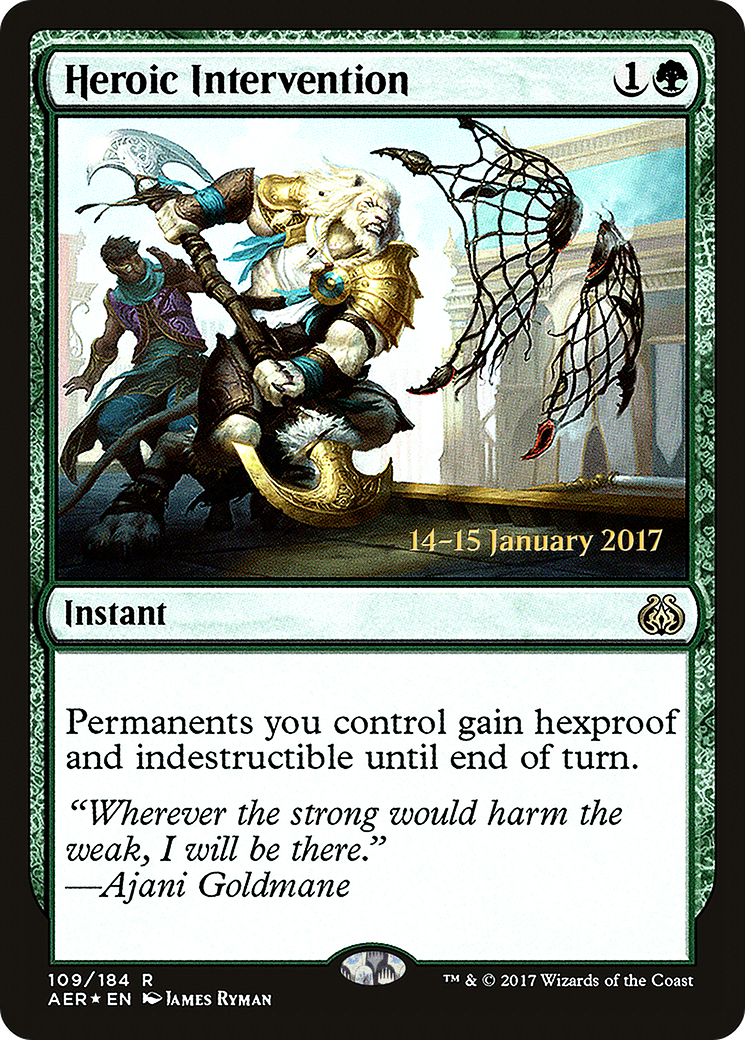 Heroic Intervention 1
14–15 January 2017
Instant
Permanents you control gain hexproof
and indestructible until end of turn.
“Wherever the strong would harm the
weak, I will be there.”
—Ajani Goldmane
109/184 R
AER★EN James Ryman
™ & © 2017 Wizards of the Coast